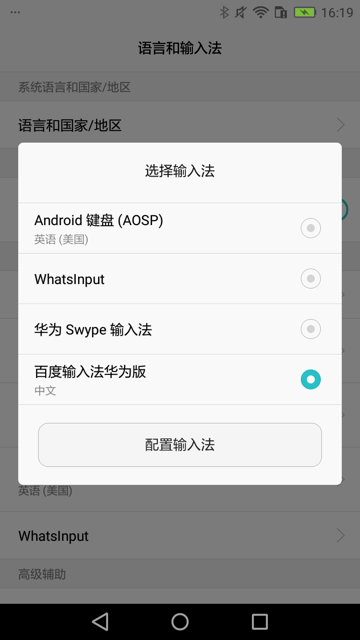 ...
16:19
语言和输入法
系统语言和国家/地区
语言和国家/地区
选择输入法
Android 键盘 (AOSP)
英语 (美国)
WhatsInput
华为 Swype 输入法
百度输入法华为版
中文
配置输入法
英语 (美国)
WhatsInput
高级辅助